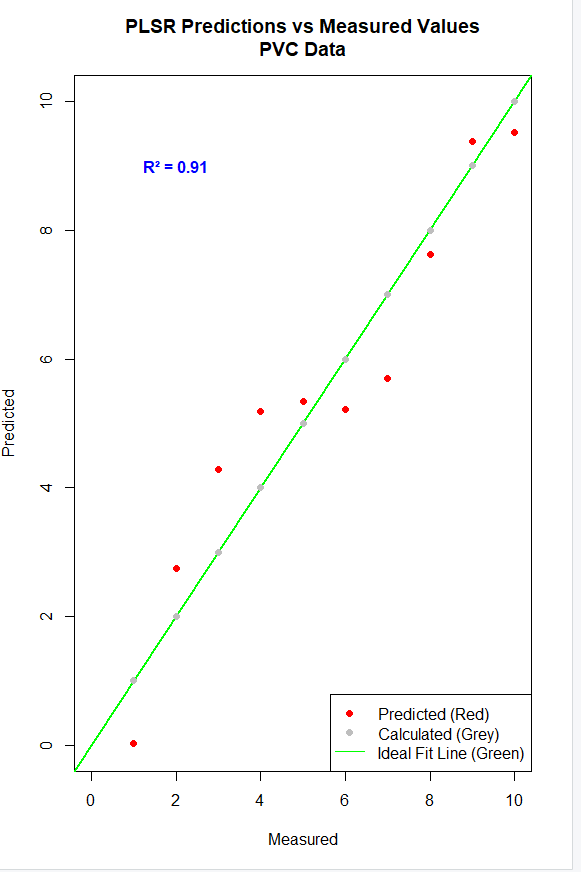 PLSR Predictions vs Measured Values
PVC Data
R² = 0.91
10
8
6
4
2
0
Predicted
Predicted (Red)
Calculated (Grey)
Ideal Fit Line (Green)
0 2 4 6 8 10
Measured